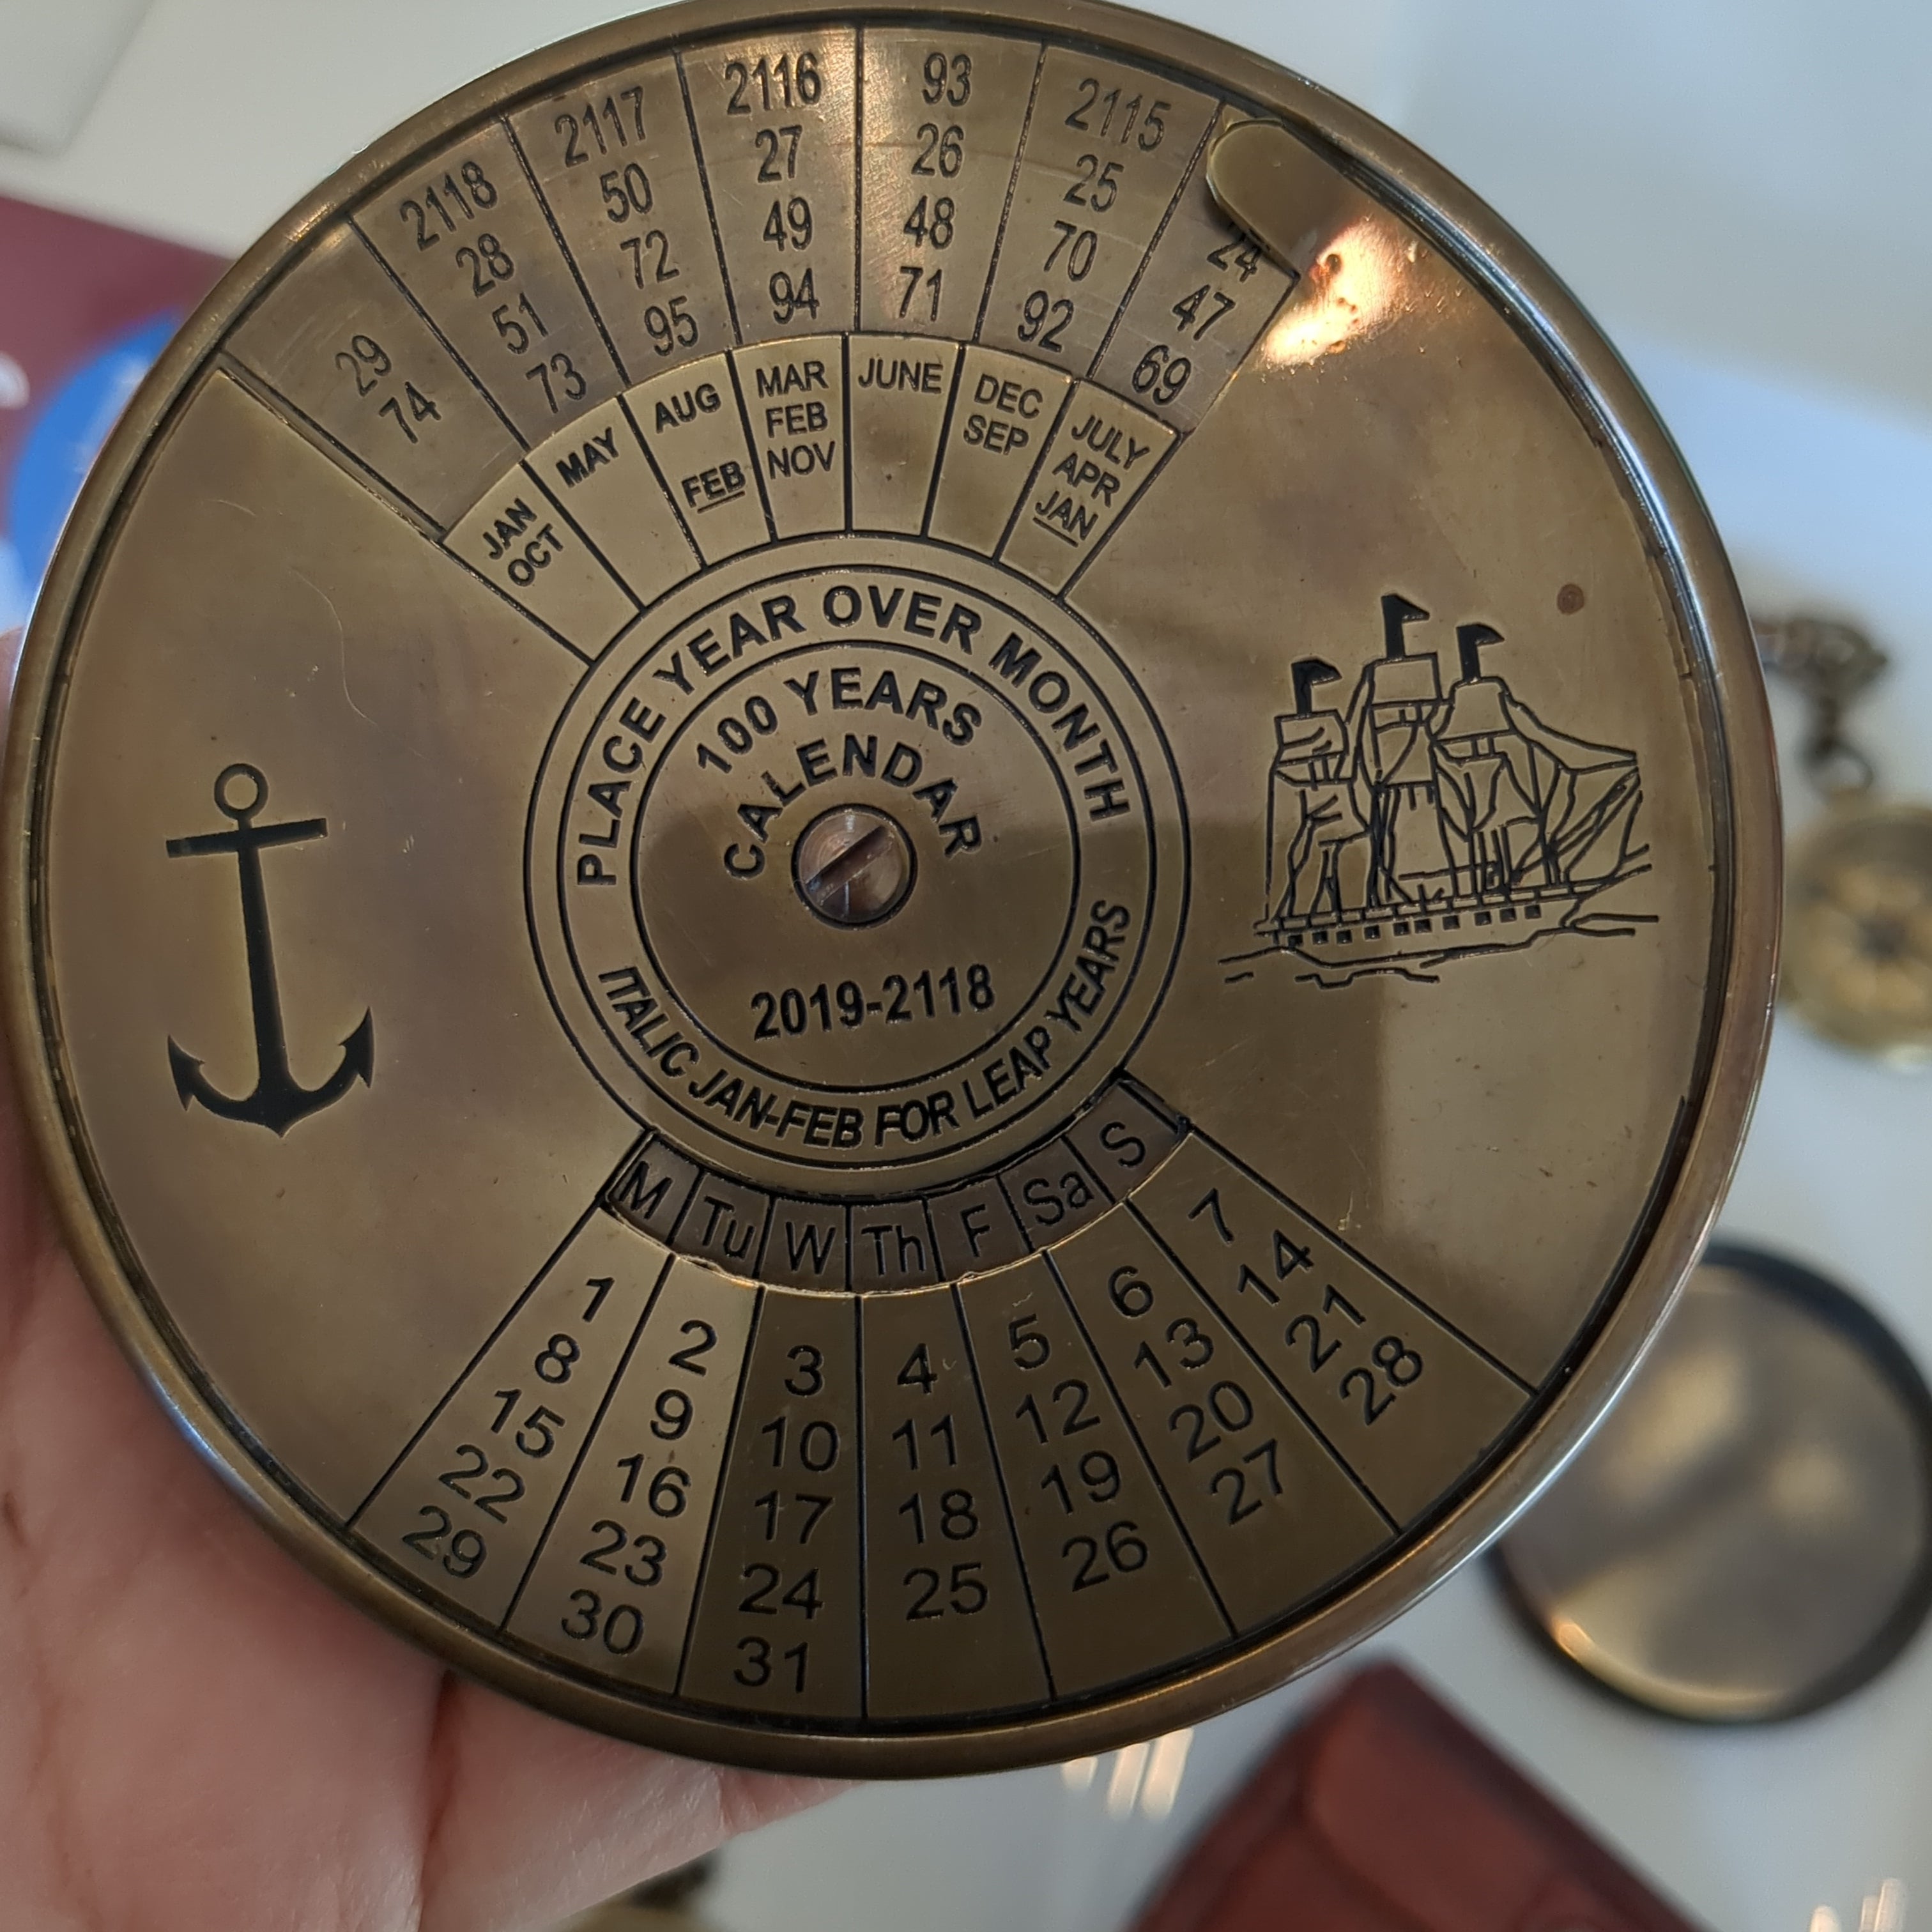 2118
28
51
73
2117
50
72
95
2116
27
49
94
93
26
48
71
2115
25
70
92
24
47
69
29
74
JAN
OCT
MAY
AUG
FEB
MAR
FEB
NOV
JUNE
DEC
SEP
JULY
APR
JAN
PLACE YEAR OVER MONTH
100 YEARS
CALENDAR
2019-2118
ITALIC JAN-FEB FOR LEAP YEARS
M Tu W Th F Sa S
1 2 3 4 5 6 7
8 9 10 11 12 13 14
15 16 17 18 19 20 21
22 23 24 25 26 27 28
29 30 31